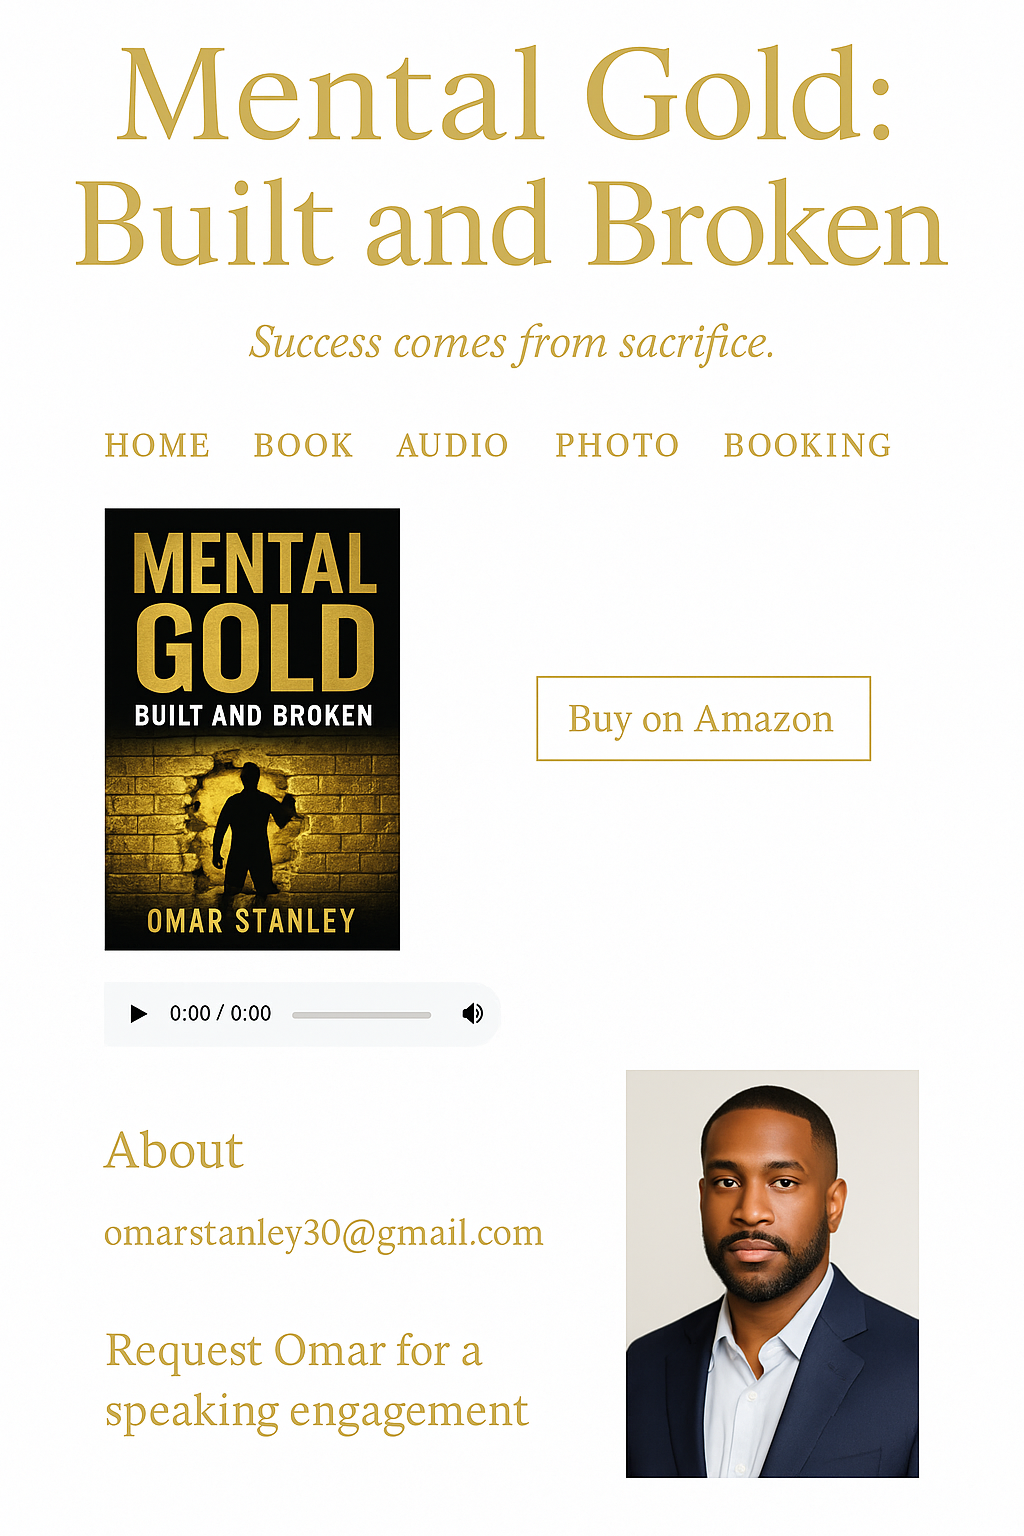 Mental Gold:
Built and Broken
Success comes from sacrifice.
HOME BOOK AUDIO PHOTO BOOKING
MENTAL
GOLD
BUILT AND BROKEN
OMAR STANLEY
Buy on Amazon
0:00 / 0:00
About
omarstanley30@gmail.com
Request Omar for a
speaking engagement